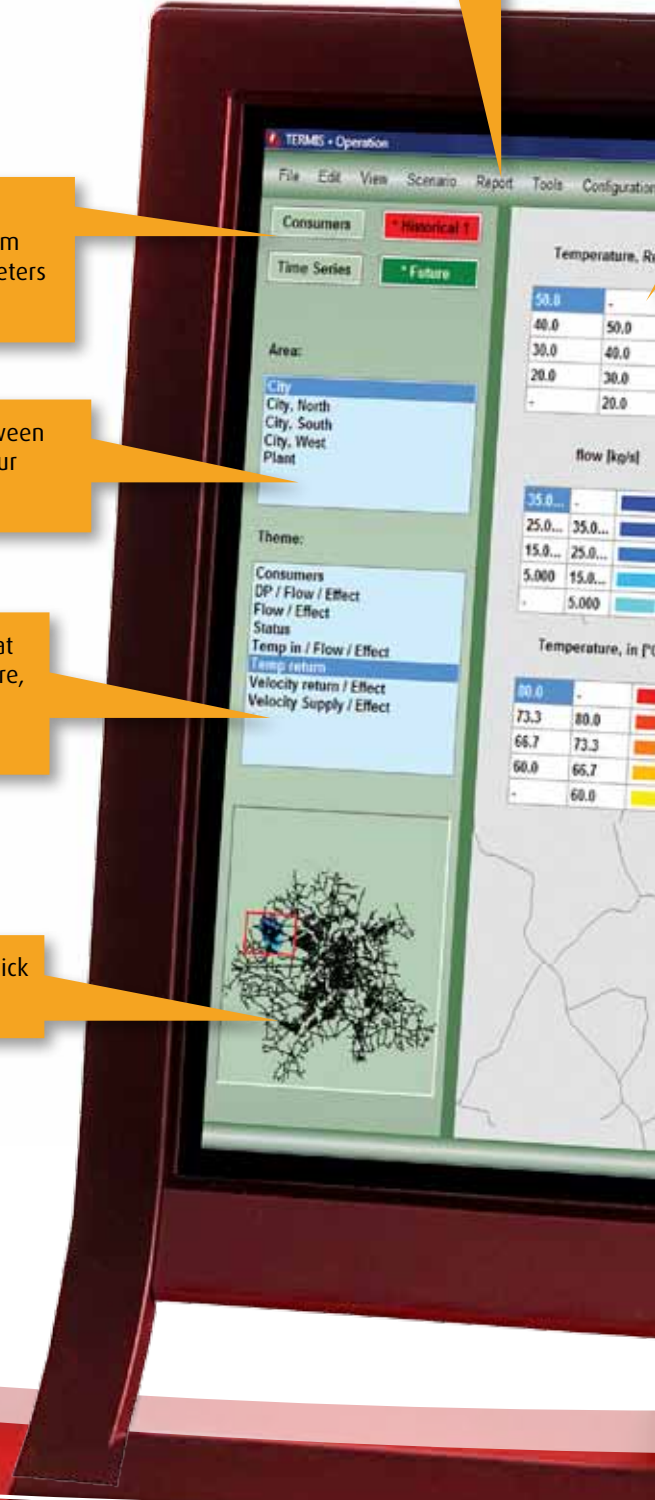 TERMIS - Operation
File Edit View Scenario Report Tools Configuration
Consumers * Historical 1
Time Series * Future
Area:
City
City, North
City, South
City, West
Plant
Theme:
Consumers
DP / Flow / Effect
Flow / Effect
Status
Temp in / Flow / Effect
Temp return
Velocity return / Effect
Velocity Supply / Effect
Temperature, Re
50.0 -
40.0 50.0
30.0 40.0
20.0 30.0
- 20.0
flow [kg/s]
35.0... -
25.0... 35.0...
15.0... 25.0...
5.000 15.0...
- 5.000
Temperature, in [°C
80.0 -
73.3 80.0
66.7 73.3
60.0 66.7
- 60.0
m
eters
ween
ur
at
re,
ick